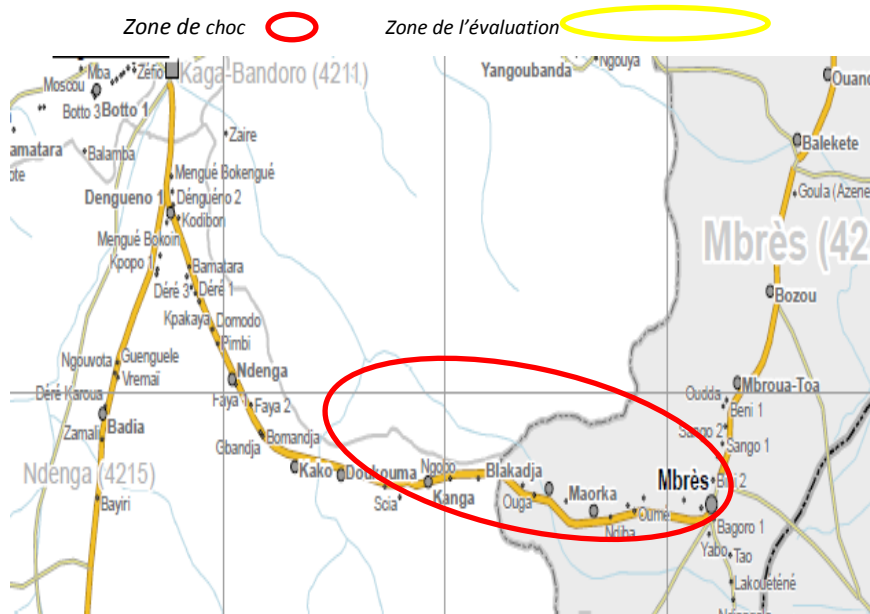 Zone de choc
Zone de l'évaluation
Mba
Zéfio
Kaga-Bandoro (4211)
Moscou
Botto 3
Botto 1
amatara
Balamba
Zaire
Yangoubanda
Ngouya
Ouand
Balekete
Goula (Azene
Mengué Bokengué
Dengueno 1
Dénguéno 2
Kodibon
Mengué Bokoin
Kpopo 1
Bamatara
Déré 3
Déré 1
Mbrès (42
Bozou
Kpakaya
Domodo
Pimbi
Ngouvota
Guenguele
Vremaï
Ndenga
Déré Karoua
Faya 1
Faya 2
Zamali
Badia
Gbandja
Bomandja
Oudda
Mbroua-Toa
Beni 1
Sango 2
Sango 1
Ndenga (4215)
Bayiri
Kako
Doukouma
Scia
Ngoro
Kanga
Blakadja
Ouga
Maorka
Ndiba
Oume
Mbrès
Bagoro 1
Yabo
Tao
Lakoueténé